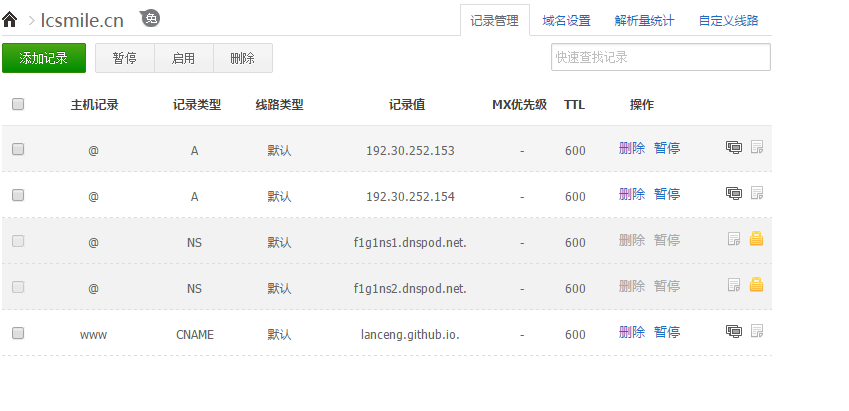 lcsmile.cn 免
记录管理 域名设置 解析量统计 自定义线路
添加记录 暂停 启用 删除 快速查找记录
主机记录 记录类型 线路类型 记录值 MX优先级 TTL 操作
@ A 默认 192.30.252.153 - 600 删除 暂停
@ A 默认 192.30.252.154 - 600 删除 暂停
@ NS 默认 f1g1ns1.dnspod.net. - 600 删除 暂停
@ NS 默认 f1g1ns2.dnspod.net. - 600 删除 暂停
www CNAME 默认 lanceng.github.io. - 600 删除 暂停